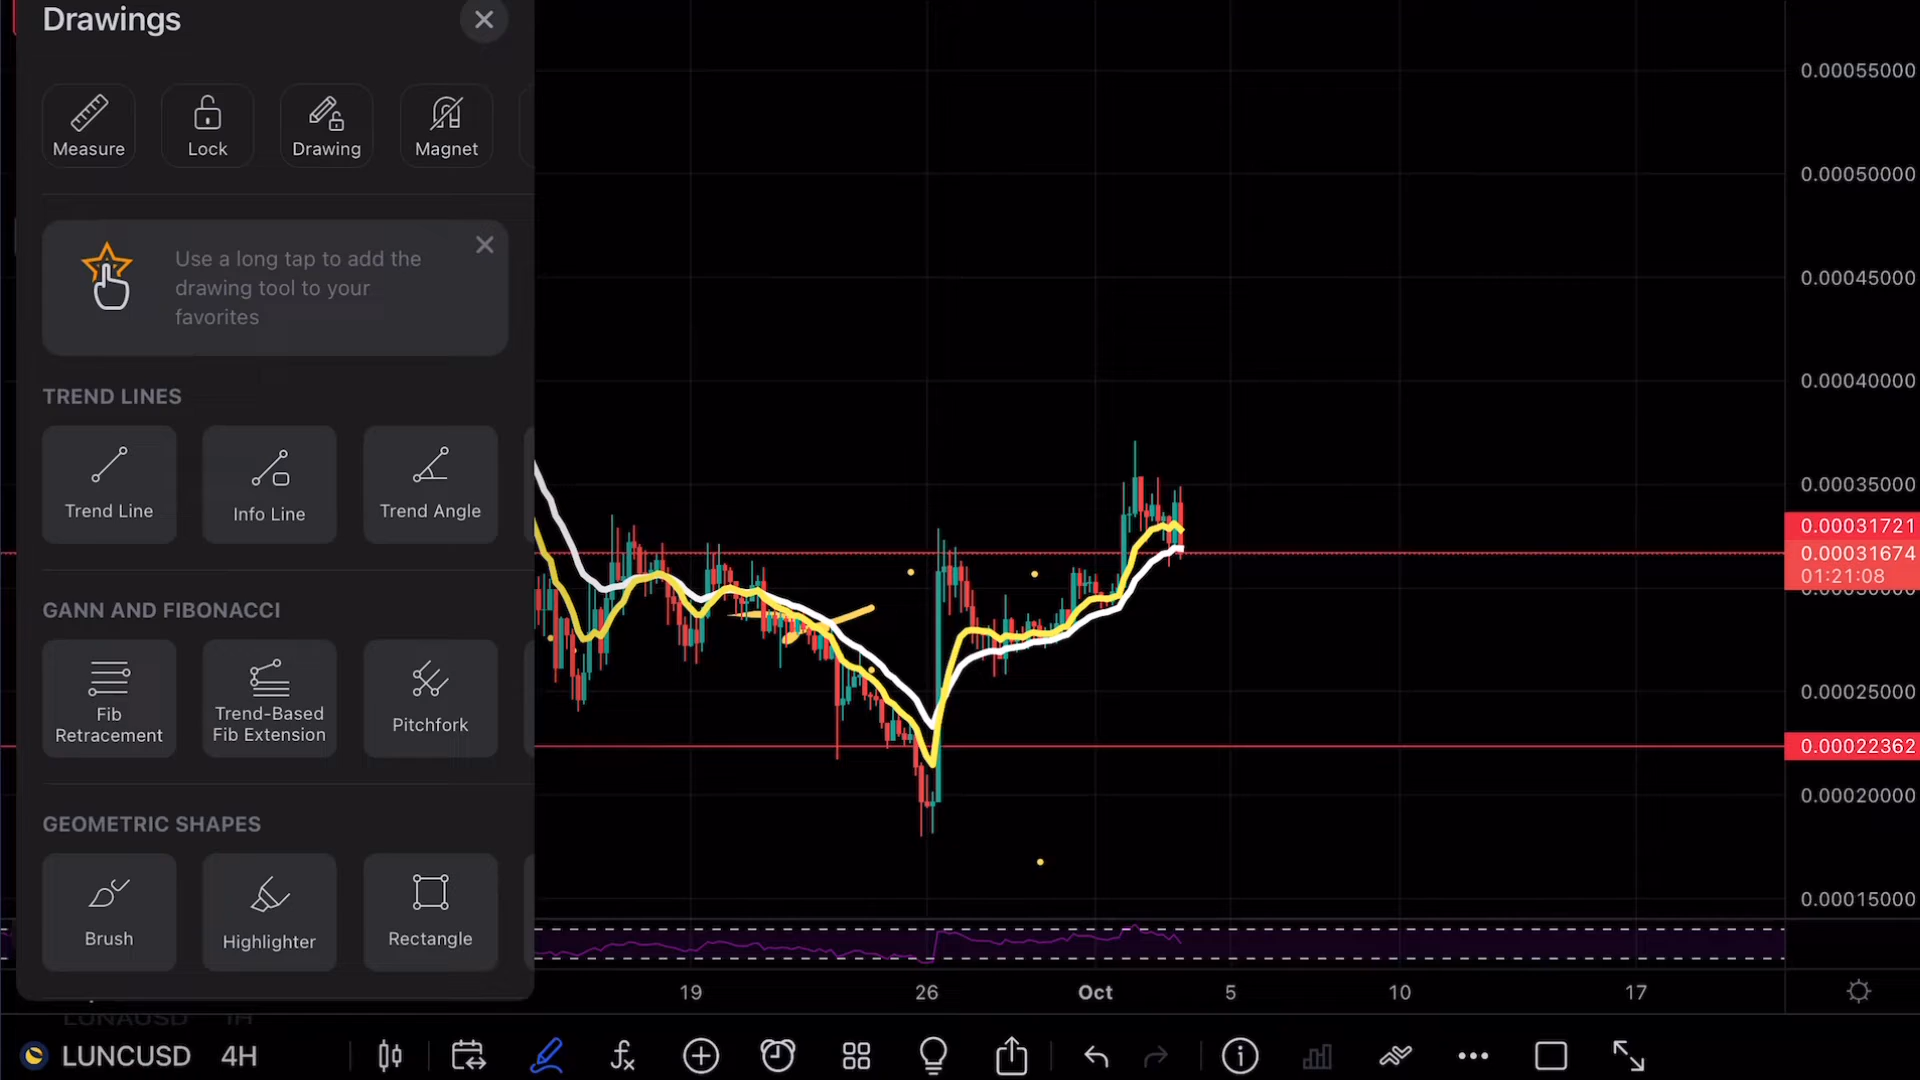 Drawings
Measure
Lock
Drawing
Magnet
Use a long tap to add the
drawing tool to your
favorites
TREND LINES
Trend Line
Info Line
Trend Angle
GANN AND FIBONACCI
Fib
Retracement
Trend-Based
Fib Extension
Pitchfork
GEOMETRIC SHAPES
Brush
Highlighter
Rectangle
0.00055000
0.00050000
0.00045000
0.00040000
0.00035000
0.00031721
0.00031674
01:21:08
0.00025000
0.00022362
0.00020000
0.00015000
19
26
Oct
5
10
17
LUNAUSD 1H
LUNCUSD 4H